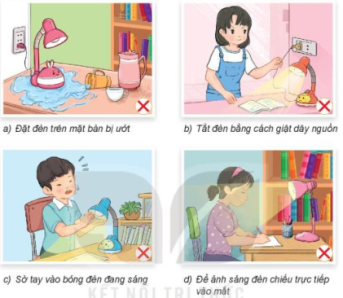 a) Đặt đèn trên mặt bàn bị ướt
b) Tắt đèn bằng cách giật dây nguồn
c) Sờ tay vào bóng đèn đang sáng
d) Để ánh sáng đèn chiếu trực tiếp
vào mắt
KẾT NỐI TRI THỨC